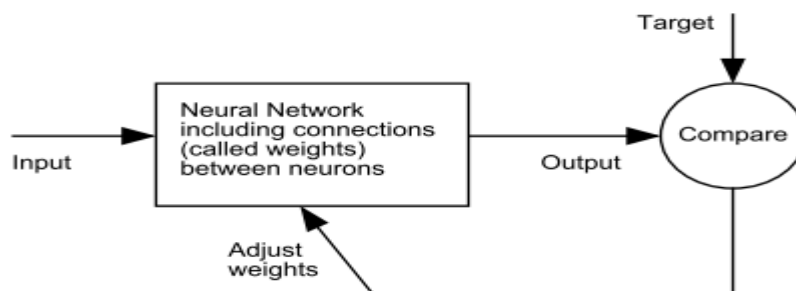 Target
Neural Network
including connections
(called weights)
between neurons
Compare
Input
Output
Adjust
weights